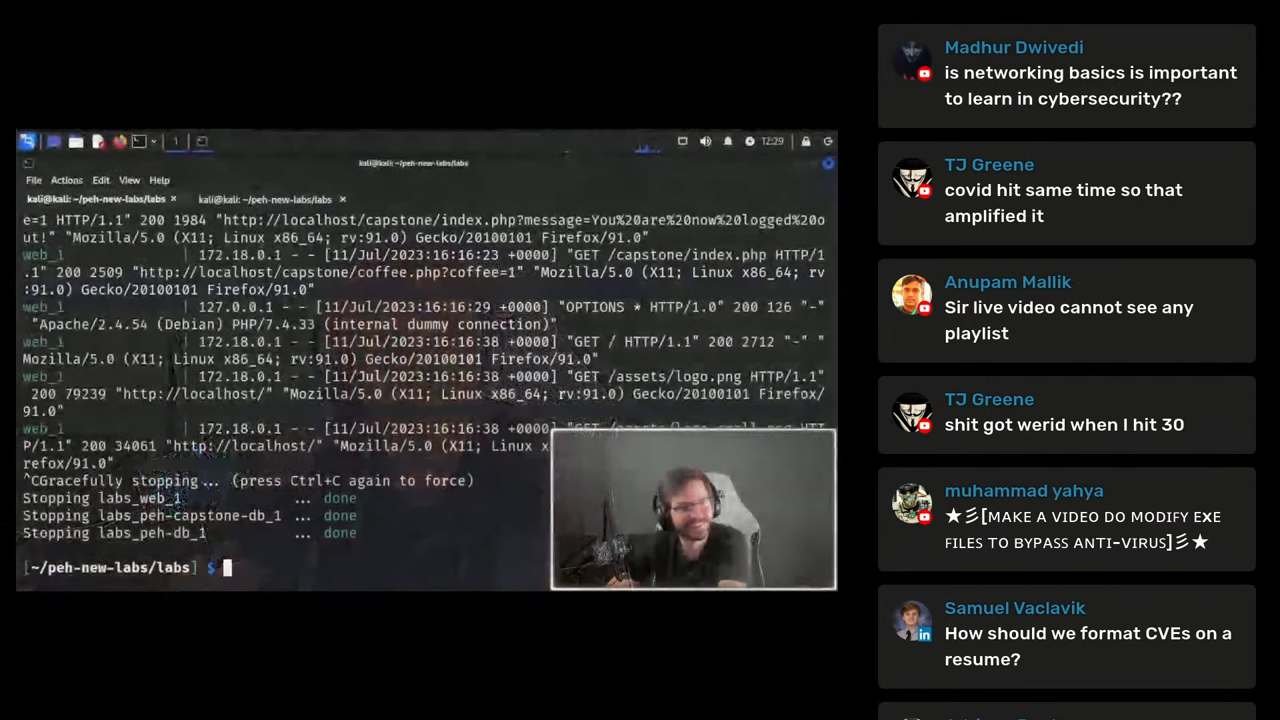 1
12:29
kali@kali: ~/peh-new-labs/labs
File Actions Edit View Help
kali@kali: ~/peh-new-labs/labs × kali@kali: ~/peh-new-labs/labs ×
e=1 HTTP/1.1" 200 1984 "http://localhost/capstone/index.php?message=You%20are%20now%20logged%20o
ut!" "Mozilla/5.0 (X11; Linux x86_64; rv:91.0) Gecko/20100101 Firefox/91.0"
web_1 | 172.18.0.1 - - [11/Jul/2023:16:16:23 +0000] "GET /capstone/index.php HTTP/1
.1" 200 2509 "http://localhost/capstone/coffee.php?coffee=1" "Mozilla/5.0 (X11; Linux x86_64; rv
:91.0) Gecko/20100101 Firefox/91.0"
web_1 | 127.0.0.1 - - [11/Jul/2023:16:16:29 +0000] "OPTIONS * HTTP/1.0" 200 126 "-"
"Apache/2.4.54 (Debian) PHP/7.4.33 (internal dummy connection)"
web_1 | 172.18.0.1 - - [11/Jul/2023:16:16:38 +0000] "GET / HTTP/1.1" 200 2712 "-" "
Mozilla/5.0 (X11; Linux x86_64; rv:91.0) Gecko/20100101 Firefox/91.0"
web_1 | 172.18.0.1 - - [11/Jul/2023:16:16:38 +0000] "GET /assets/logo.png HTTP/1.1"
200 79239 "http://localhost/" "Mozilla/5.0 (X11; Linux x86_64; rv:91.0) Gecko/20100101 Firefox/
91.0"
web_1 | 172.18.0.1 - - [11/Jul/2023:16:16:38 +0000]
P/1.1" 200 34061 "http://localhost/" "Mozilla/5.0 (X11; Linux x
refox/91.0"
^CGracefully stopping... (press Ctrl+C again to force)
Stopping labs_web_1 ... done
Stopping labs_peh-capstone-db_1 ... done
Stopping labs_peh-db_1 ... done
[~/peh-new-labs/labs] $
Madhur Dwivedi
is networking basics is important
to learn in cybersecurity??
TJ Greene
covid hit same time so that
amplified it
Anupam Mallik
Sir live video cannot see any
playlist
TJ Greene
shit got werid when I hit 30
muhammad yahya
★彡[ᴍᴀᴋᴇ ᴀ ᴠɪᴅᴇᴏ ᴅᴏ ᴍᴏᴅɪꜰʏ ᴇxᴇ
ꜰɪʟᴇꜱ ᴛᴏ ʙʏᴘᴀꜱꜱ ᴀɴᴛɪ-ᴠɪʀᴜꜱ]彡★
Samuel Vaclavik
How should we format CVEs on a
resume?